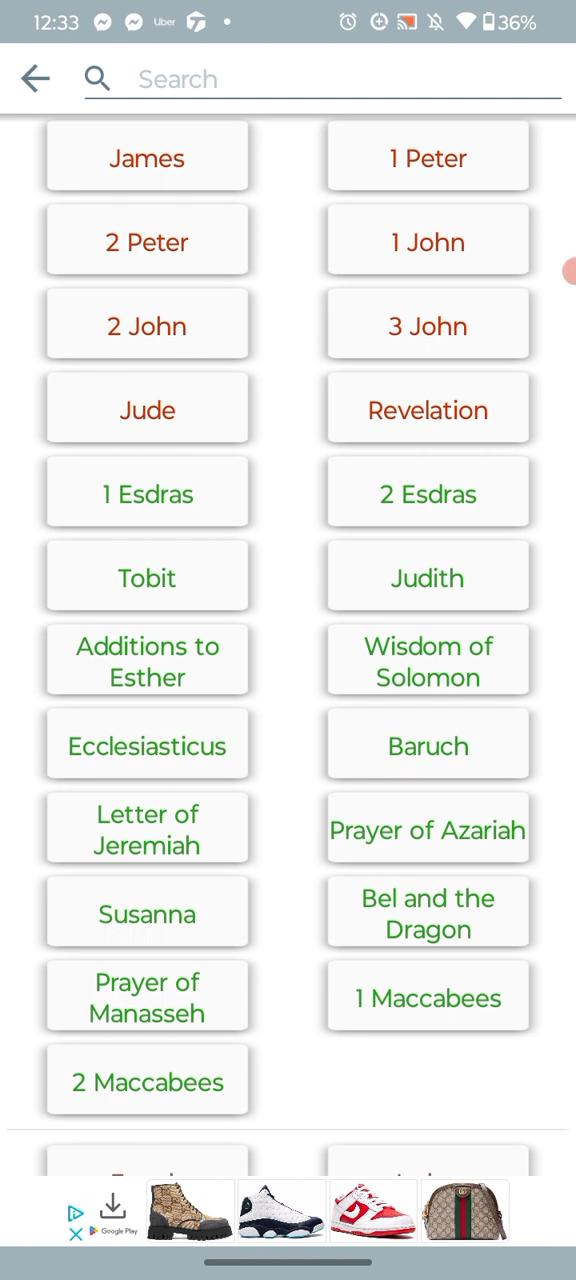 12:33 Uber 36%
Search
James 1 Peter
2 Peter 1 John
2 John 3 John
Jude Revelation
1 Esdras 2 Esdras
Tobit Judith
Additions to
Esther
Wisdom of
Solomon
Ecclesiasticus Baruch
Letter of
Jeremiah
Prayer of Azariah
Susanna
Bel and the
Dragon
Prayer of
Manasseh
1 Maccabees
2 Maccabees
Google Play